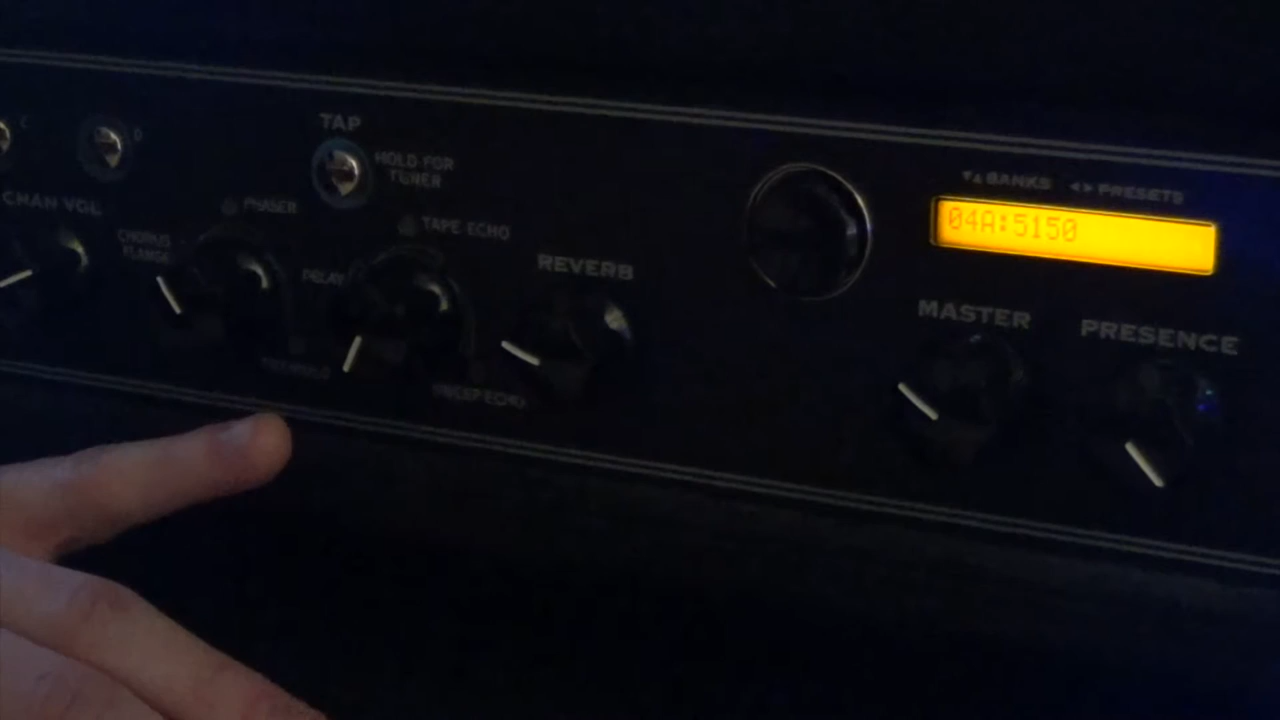 C
D
CHAN VOL
TAP
HOLD FOR
TUNER
PHASER
CHORUS
FLANGE
TAPE ECHO
DELAY
SWEEP ECHO
REVERB
▼▲ BANKS ◄► PRESETS
04A:5150
MASTER
PRESENCE